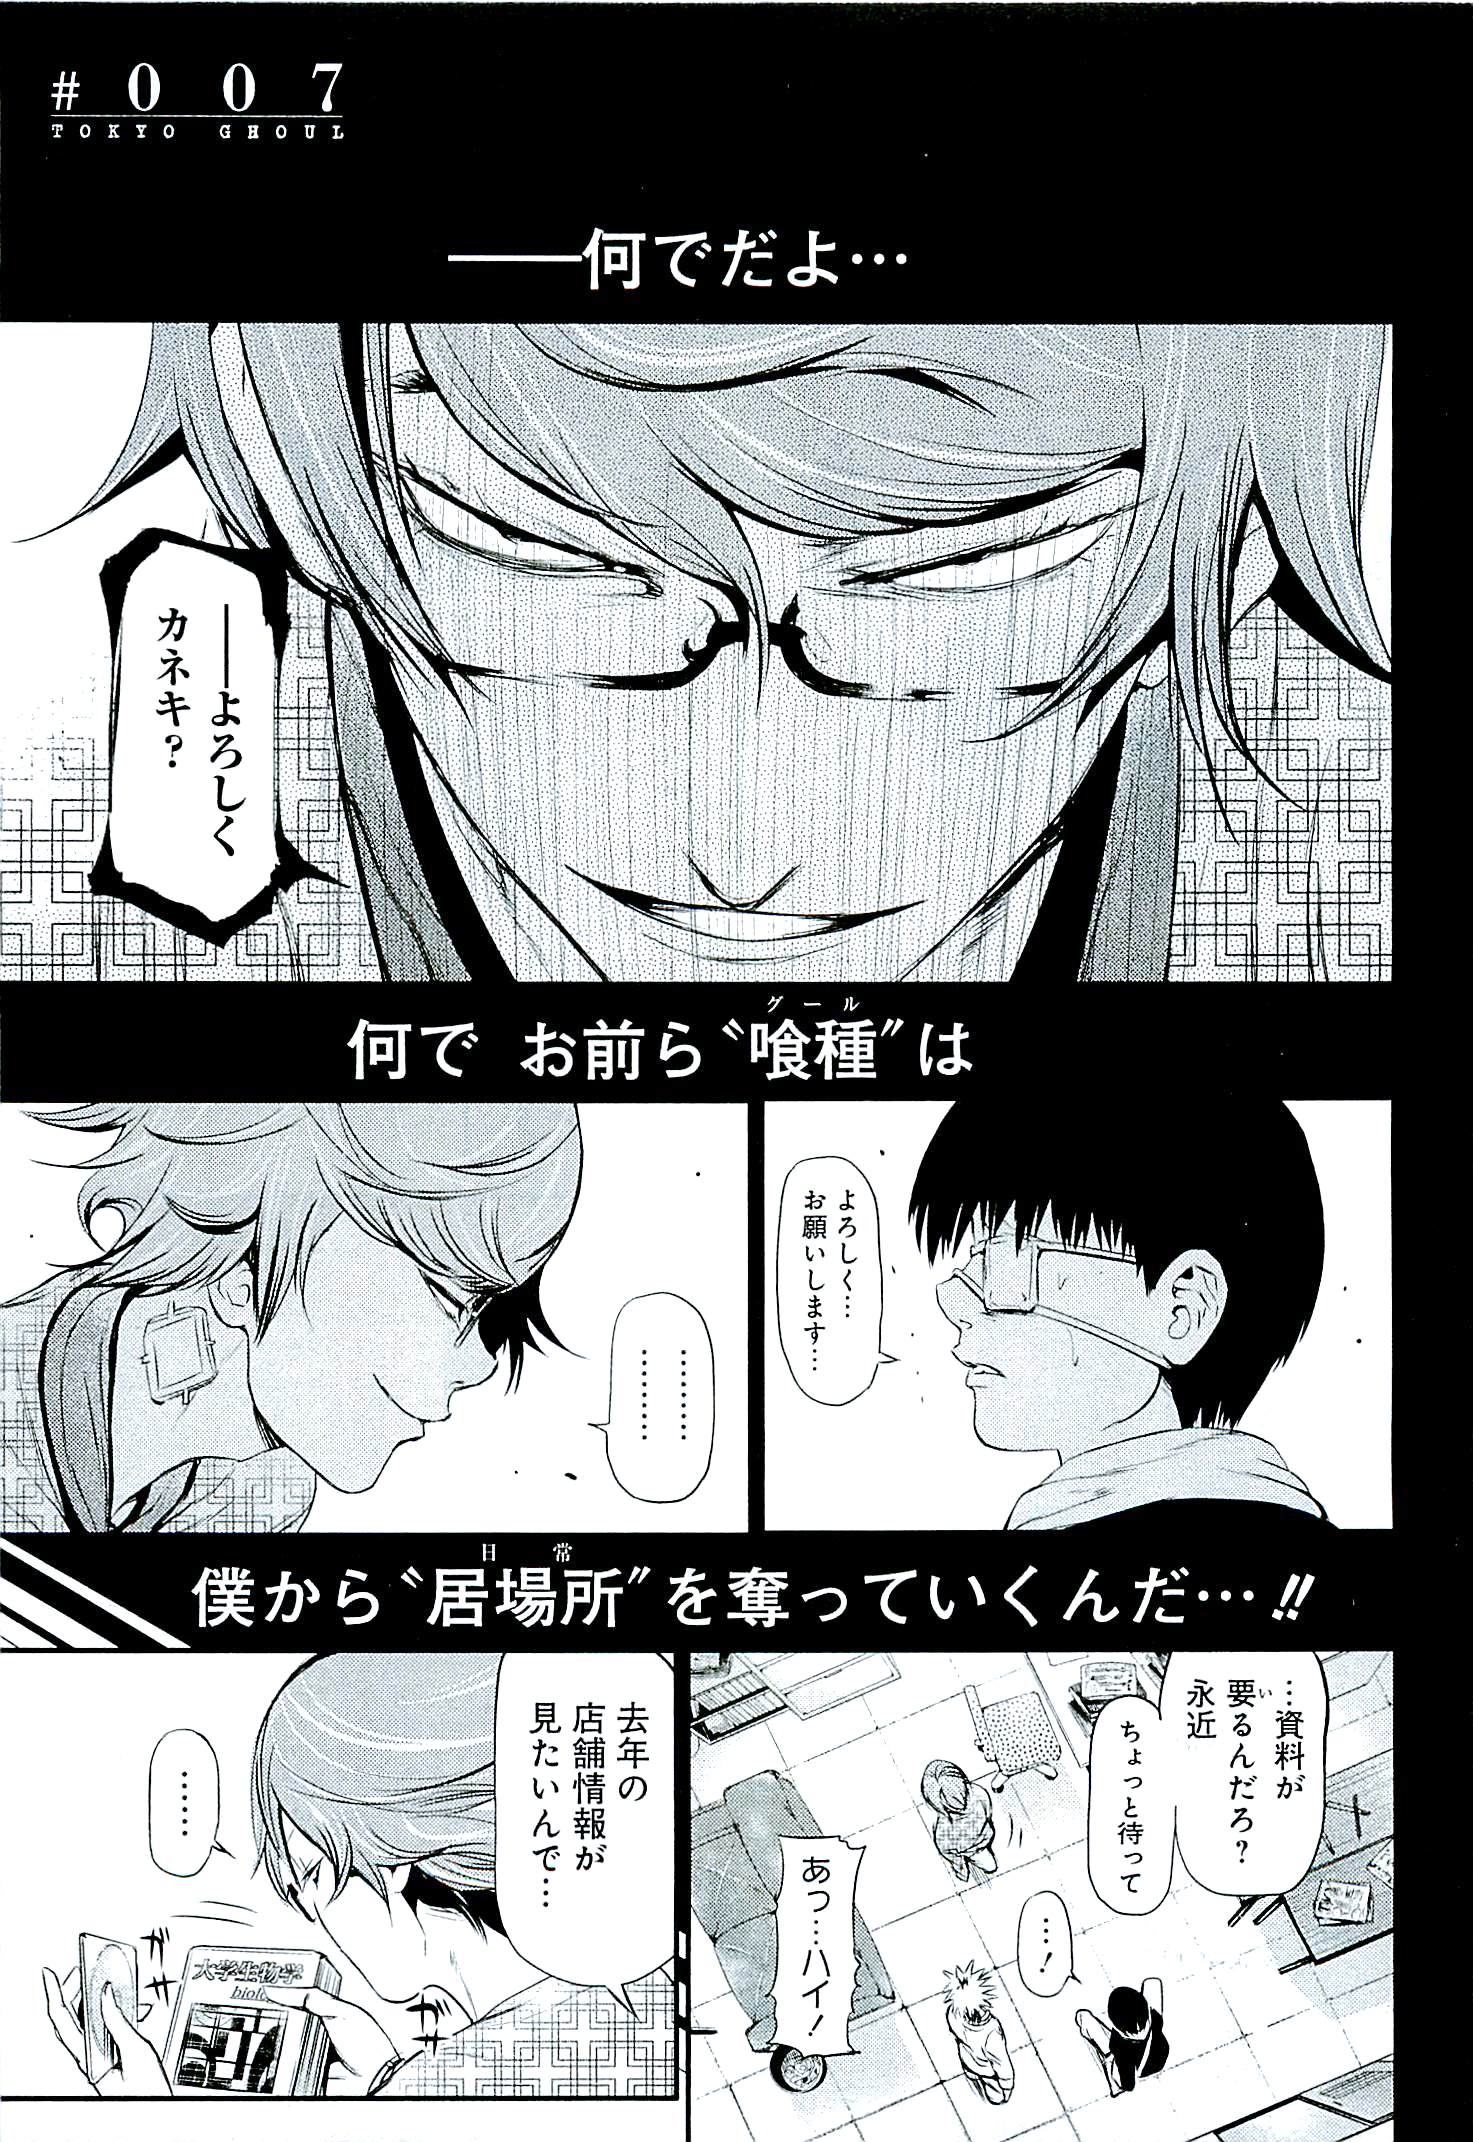 #007
TOKYO GHOUL
——何でだよ…
——よろしく
カネキ?
グール
何で お前ら〝喰種〟は
よろしく…
お願いします…
…………
…………
日常
僕から〝居場所〟を奪っていくんだ…!!
…資料が
要るんだろ?
い
永近
ちょっと待って
…!
あっ…ハイ!
去年の
店舗情報が
見たいんで…
……
ガサ
ガサ
大学生物学